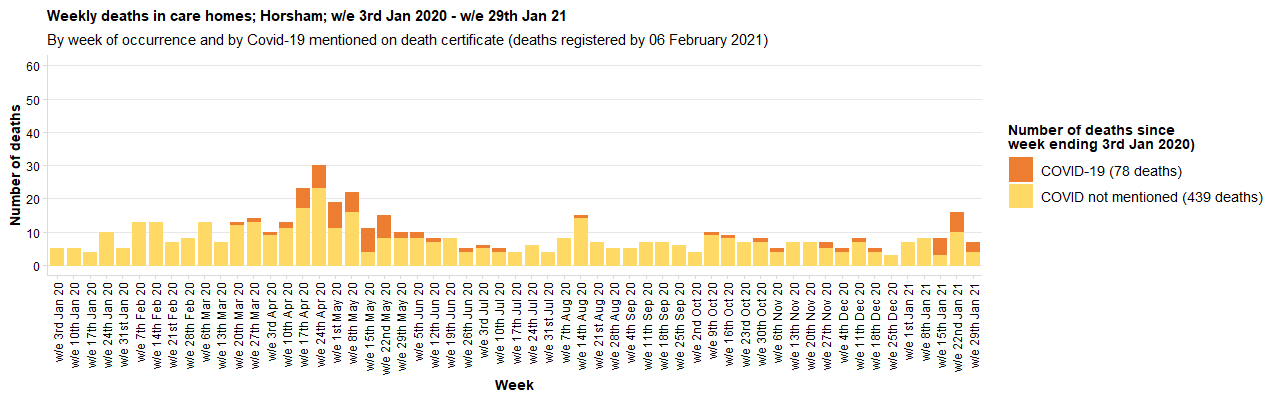 Weekly deaths in care homes; Horsham; w/e 3rd Jan 2020 - w/e 29th Jan 21
By week of occurrence and by Covid-19 mentioned on death certificate (deaths registered by 06 February 2021)
Number of deaths
60
50
40
30
20
10
0
w/e 3rd Jan 20
w/e 10th Jan 20
w/e 17th Jan 20
w/e 24th Jan 20
w/e 31st Jan 20
w/e 7th Feb 20
w/e 14th Feb 20
w/e 21st Feb 20
w/e 28th Feb 20
w/e 6th Mar 20
w/e 13th Mar 20
w/e 20th Mar 20
w/e 27th Mar 20
w/e 3rd Apr 20
w/e 10th Apr 20
w/e 17th Apr 20
w/e 24th Apr 20
w/e 1st May 20
w/e 8th May 20
w/e 15th May 20
w/e 22nd May 20
w/e 29th May 20
w/e 5th Jun 20
w/e 12th Jun 20
w/e 19th Jun 20
w/e 26th Jun 20
w/e 3rd Jul 20
w/e 10th Jul 20
w/e 17th Jul 20
w/e 24th Jul 20
w/e 31st Jul 20
w/e 7th Aug 20
w/e 14th Aug 20
w/e 21st Aug 20
w/e 28th Aug 20
w/e 4th Sep 20
w/e 11th Sep 20
w/e 18th Sep 20
w/e 25th Sep 20
w/e 2nd Oct 20
w/e 9th Oct 20
w/e 16th Oct 20
w/e 23rd Oct 20
w/e 30th Oct 20
w/e 6th Nov 20
w/e 13th Nov 20
w/e 20th Nov 20
w/e 27th Nov 20
w/e 4th Dec 20
w/e 11th Dec 20
w/e 18th Dec 20
w/e 25th Dec 20
w/e 1st Jan 21
w/e 8th Jan 21
w/e 15th Jan 21
w/e 22nd Jan 21
w/e 29th Jan 21
Week
Number of deaths since
week ending 3rd Jan 2020)
COVID-19 (78 deaths)
COVID not mentioned (439 deaths)